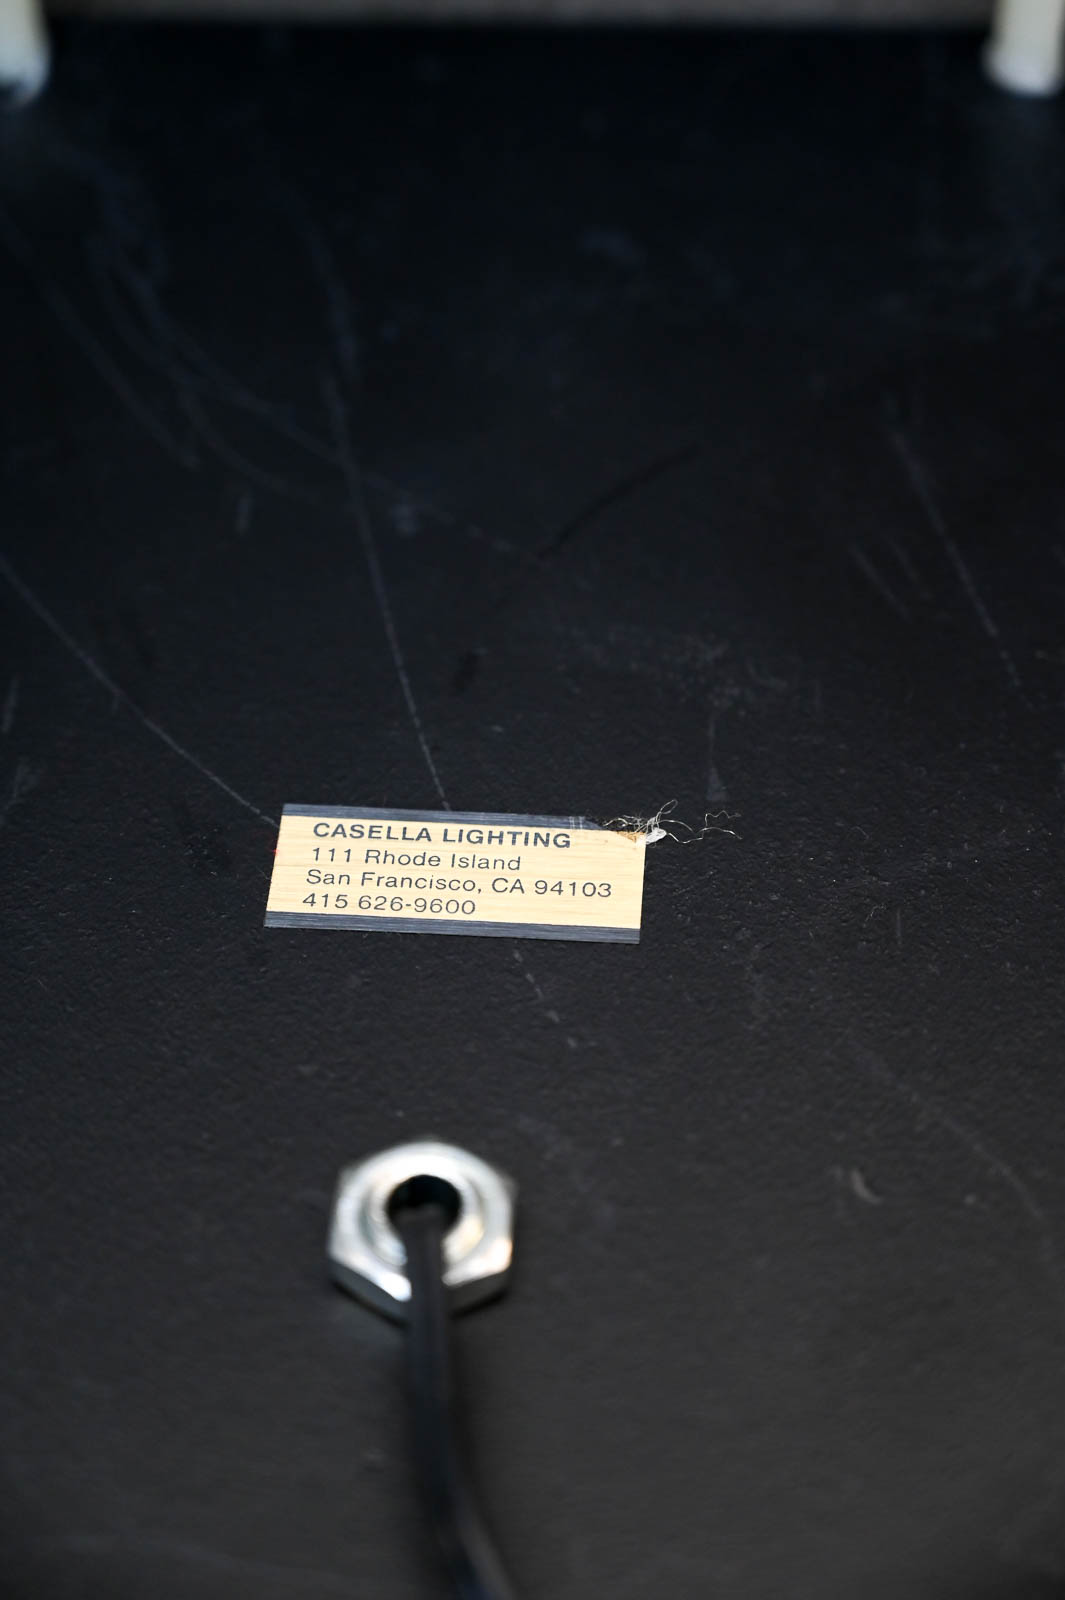 CASELLA LIGHTING
111 Rhode Island
San Francisco, CA 94103
415 626-9600